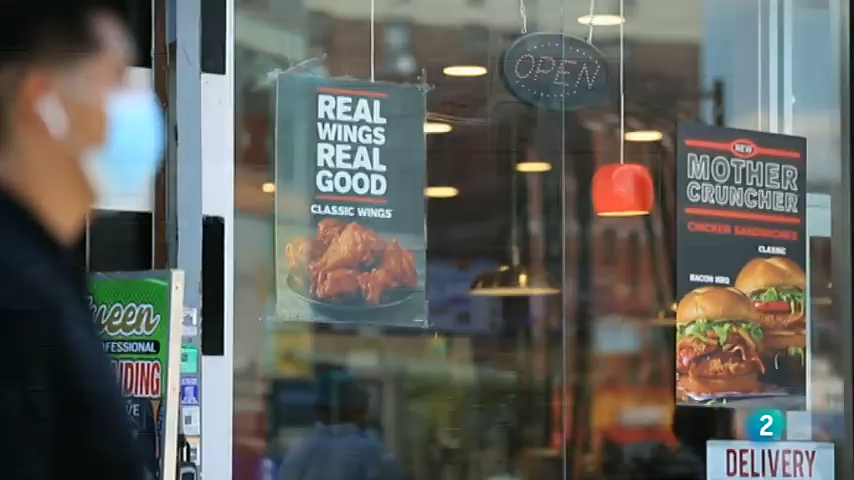 REAL
WINGS
REAL
GOOD
CLASSIC WINGS
OPEN
NEW
MOTHER
CRUNCHER
CHICKEN SANDWICHES
CLASSIC
BACON BBQ
ueen
OFESSIONAL
DING
VE
2
DELIVERY